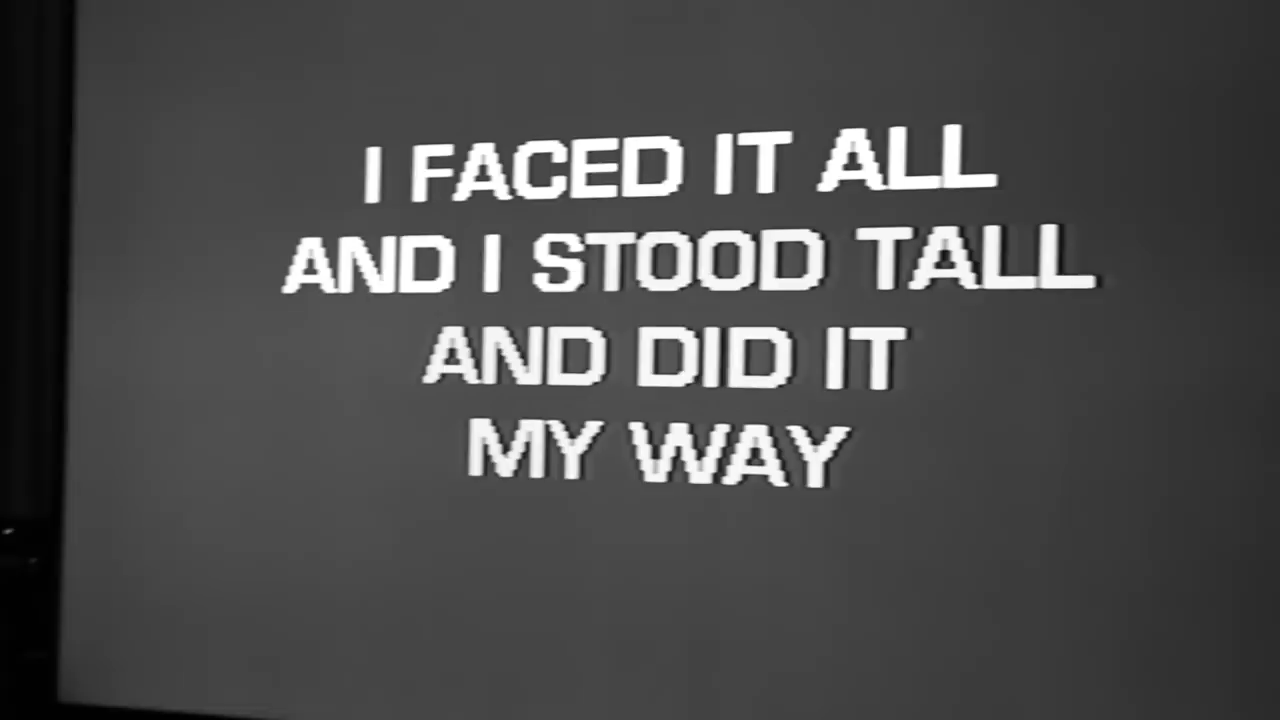 I FACED IT ALL
AND I STOOD TALL
AND DID IT
MY WAY